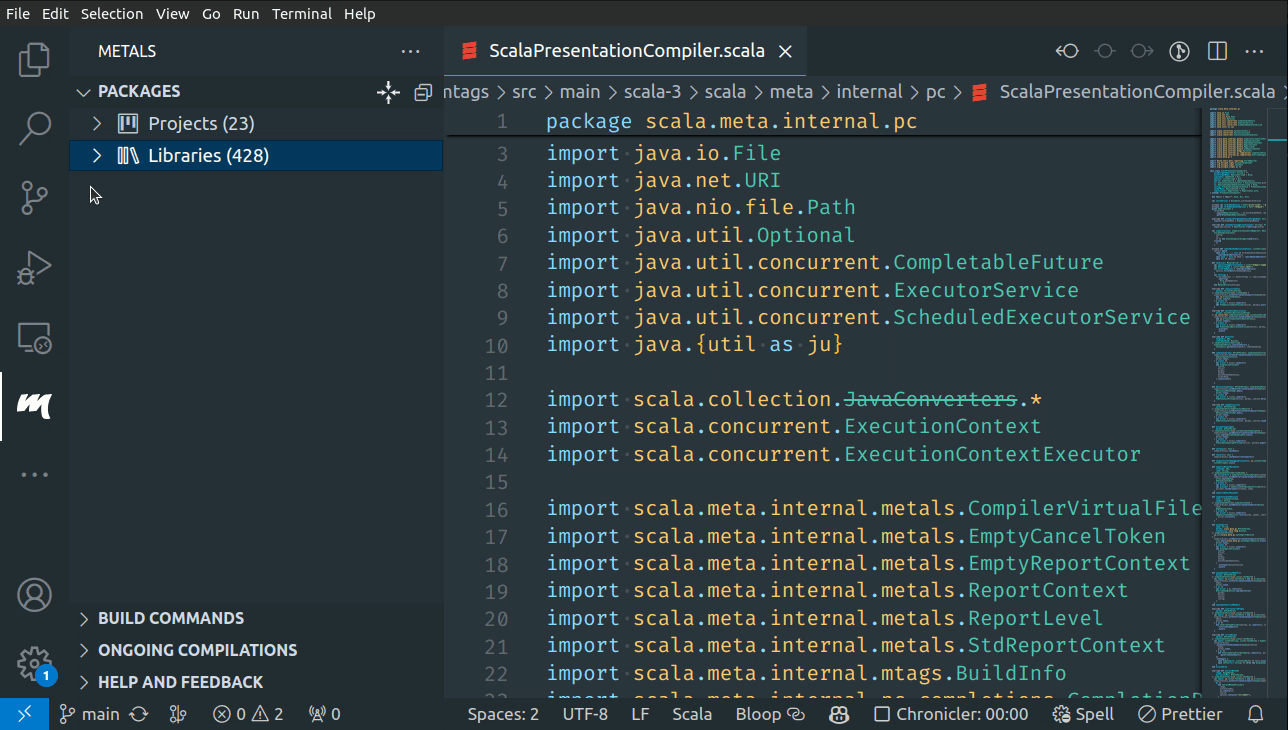 File Edit Selection View Go Run Terminal Help
METALS
ScalaPresentationCompiler.scala
PACKAGES
mtags > src > main > scala-3 > scala > meta > internal > pc > ScalaPresentationCompiler.scala
Projects (23)
Libraries (428)
1 package scala.meta.internal.pc
3 import java.io.File
4 import java.net.URI
5 import java.nio.file.Path
6 import java.util.Optional
7 import java.util.concurrent.CompletableFuture
8 import java.util.concurrent.ExecutorService
9 import java.util.concurrent.ScheduledExecutorService
10 import java.{util as ju}
11
12 import scala.collection.JavaConverters.*
13 import scala.concurrent.ExecutionContext
14 import scala.concurrent.ExecutionContextExecutor
15
16 import scala.meta.internal.metals.CompilerVirtualFile
17 import scala.meta.internal.metals.EmptyCancelToken
18 import scala.meta.internal.metals.EmptyReportContext
19 import scala.meta.internal.metals.ReportContext
20 import scala.meta.internal.metals.ReportLevel
21 import scala.meta.internal.metals.StdReportContext
22 import scala.meta.internal.mtags.BuildInfo
BUILD COMMANDS
ONGOING COMPILATIONS
HELP AND FEEDBACK
1
main 0 2 0 Spaces: 2 UTF-8 LF Scala Bloop Chronicler: 00:00 Spell Prettier